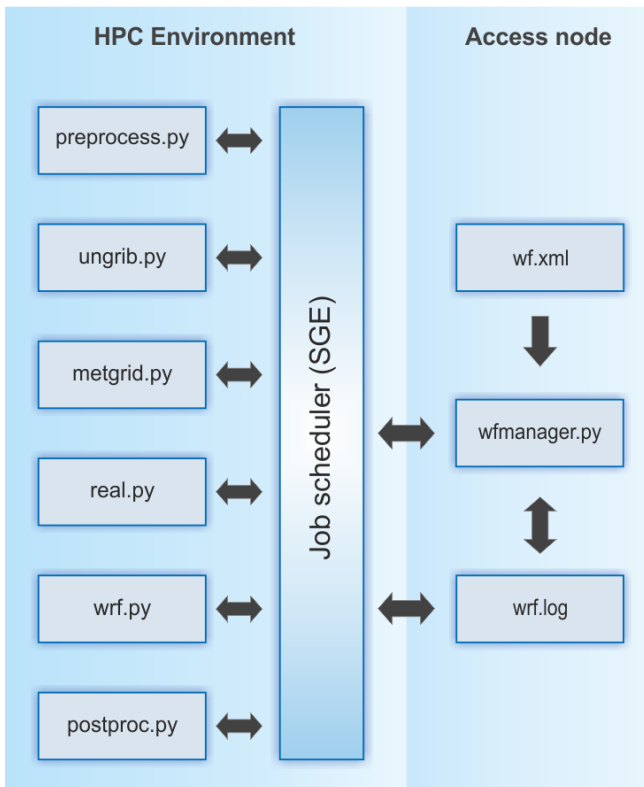 HPC Environment
Access node
preprocess.py
ungrib.py
metgrid.py
real.py
wrf.py
postproc.py
Job scheduler (SGE)
wf.xml
wfmanager.py
wrf.log